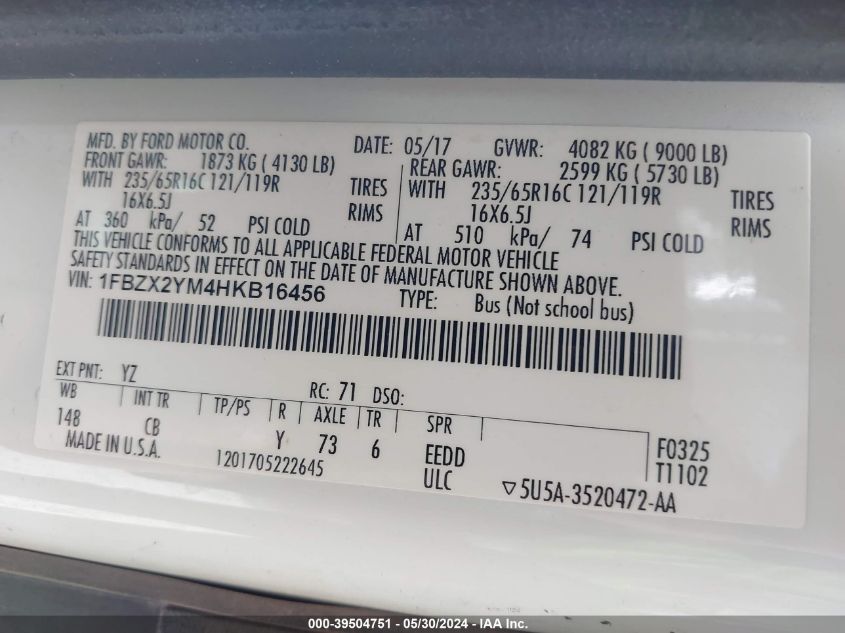 MFD. BY FORD MOTOR CO. DATE: 05/17 GVWR: 4082 KG ( 9000 LB)
FRONT GAWR: 1873 KG ( 4130 LB) REAR GAWR: 2599 KG ( 5730 LB)
WITH 235/65R16C 121/119R TIRES WITH 235/65R16C 121/119R TIRES
16X6.5J RIMS 16X6.5J RIMS
AT 360 kPa/ 52 PSI COLD AT 510 kPa/ 74 PSI COLD
THIS VEHICLE CONFORMS TO ALL APPLICABLE FEDERAL MOTOR VEHICLE
SAFETY STANDARDS IN EFFECT ON THE DATE OF MANUFACTURE SHOWN ABOVE.
VIN: 1FBZX2YM4HKB16456 TYPE: Bus (Not school bus)
EXT PNT: YZ RC: 71 DSO:
WB INT TR TP/PS R AXLE TR SPR
148 CB Y 73 6 EEDD F0325
MADE IN U.S.A. 1201705222645 ULC T1102
▽5U5A-3520472-AA
000-39504751 — 05/30/2024 — IAA Inc.